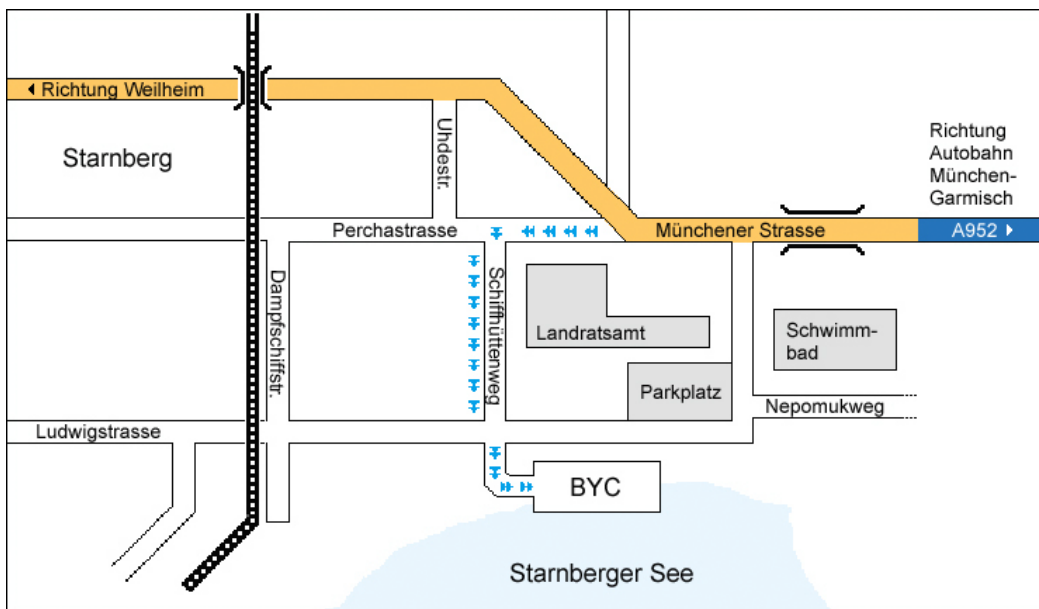 Richtung Weilheim
Starnberg
Uhdestr.
Richtung
Autobahn
München-
Garmisch
Perchastrasse
Münchener Strasse
A952
Dampfschiffstr.
Schiffhüttenweg
Landratsamt
Schwimm-
bad
Parkplatz
Nepomukweg
Ludwigstrasse
BYC
Starnberger See